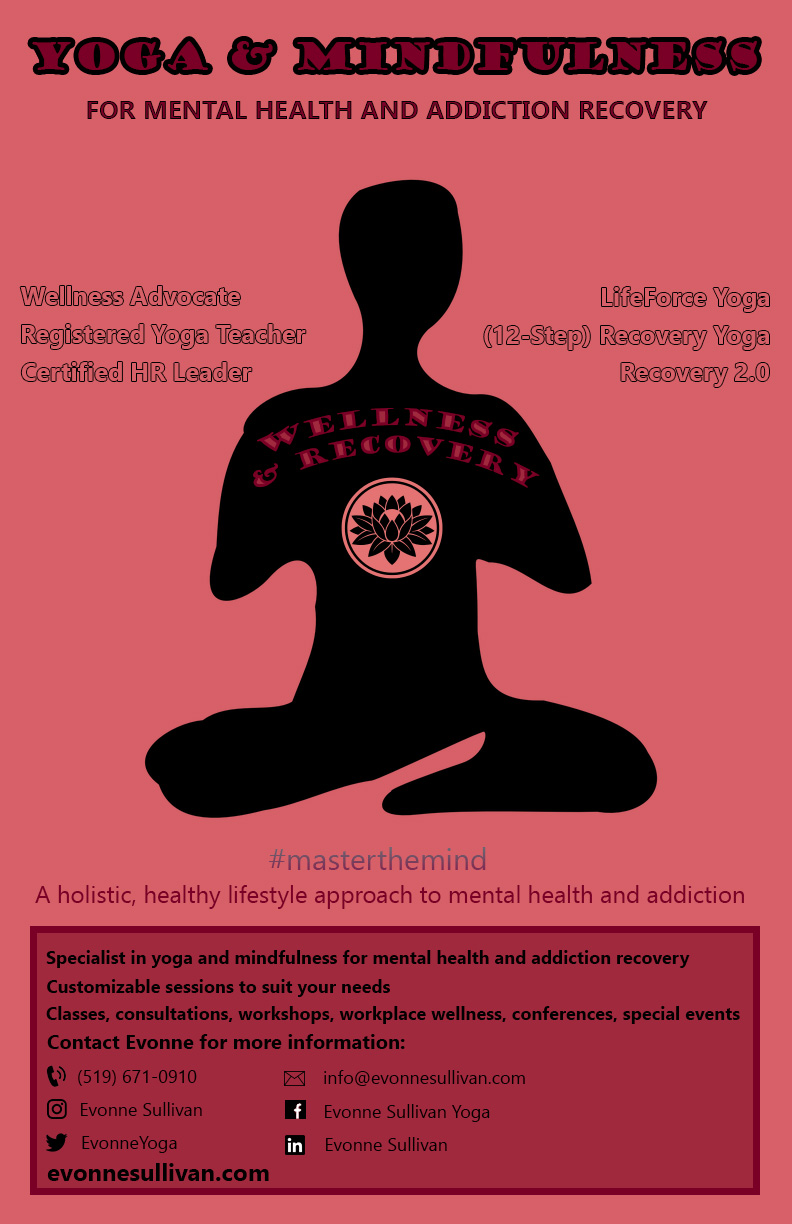 YOGA & MINDFULNESS
FOR MENTAL HEALTH AND ADDICTION RECOVERY
Wellness Advocate
Registered Yoga Teacher
Certified HR Leader
LifeForce Yoga
(12-Step) Recovery Yoga
Recovery 2.0
WELLNESS
& RECOVERY
#masterthemind
A holistic, healthy lifestyle approach to mental health and addiction
Specialist in yoga and mindfulness for mental health and addiction recovery
Customizable sessions to suit your needs
Classes, consultations, workshops, workplace wellness, conferences, special events
Contact Evonne for more information:
(519) 671-0910
info@evonnesullivan.com
Evonne Sullivan
Evonne Sullivan Yoga
EvonneYoga
Evonne Sullivan
evonnesullivan.com